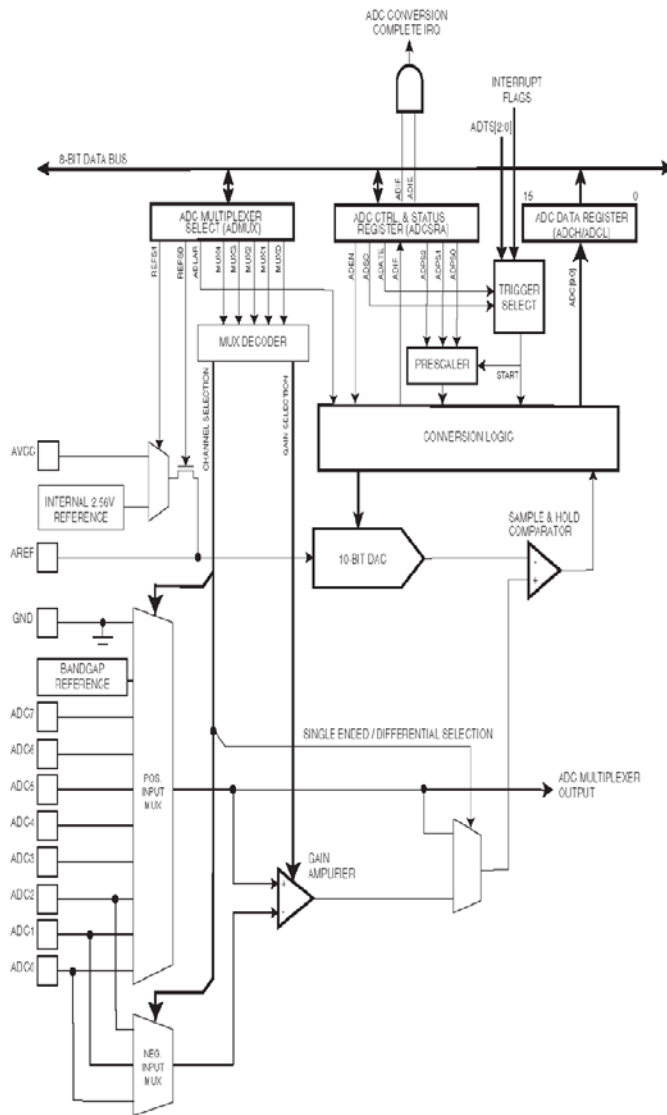 ADC CONVERSION
COMPLETE IRQ
INTERRUPT
FLAGS
ADTS[2:0]
8-BIT DATA BUS
ADIF
ADIE
15
0
ADC MULTIPLEXER
SELECT (ADMUX)
ADC CTRL. & STATUS
REGISTER (ADCSRA)
ADC DATA REGISTER
(ADCH/ADCL)
REFS1
REFS0
ADLAR
MUX4
MUX3
MUX2
MUX1
MUX0
ADEN
ADSC
ADATE
ADIF
ADPS2
ADPS1
ADPS0
ADC[9:0]
TRIGGER
SELECT
MUX DECODER
PRESCALER
START
CHANNEL SELECTION
GAIN SELECTION
CONVERSION LOGIC
AVCC
INTERNAL 2.56V
REFERENCE
SAMPLE & HOLD
COMPARATOR
AREF
10-BIT DAC
-
+
GND
BANDGAP
REFERENCE
ADC7
ADC6
ADC5
ADC4
ADC3
ADC2
ADC1
ADC0
SINGLE ENDED / DIFFERENTIAL SELECTION
POS.
INPUT
MUX
ADC MULTIPLEXER
OUTPUT
GAIN
AMPLIFIER
+
-
NEG.
INPUT
MUX